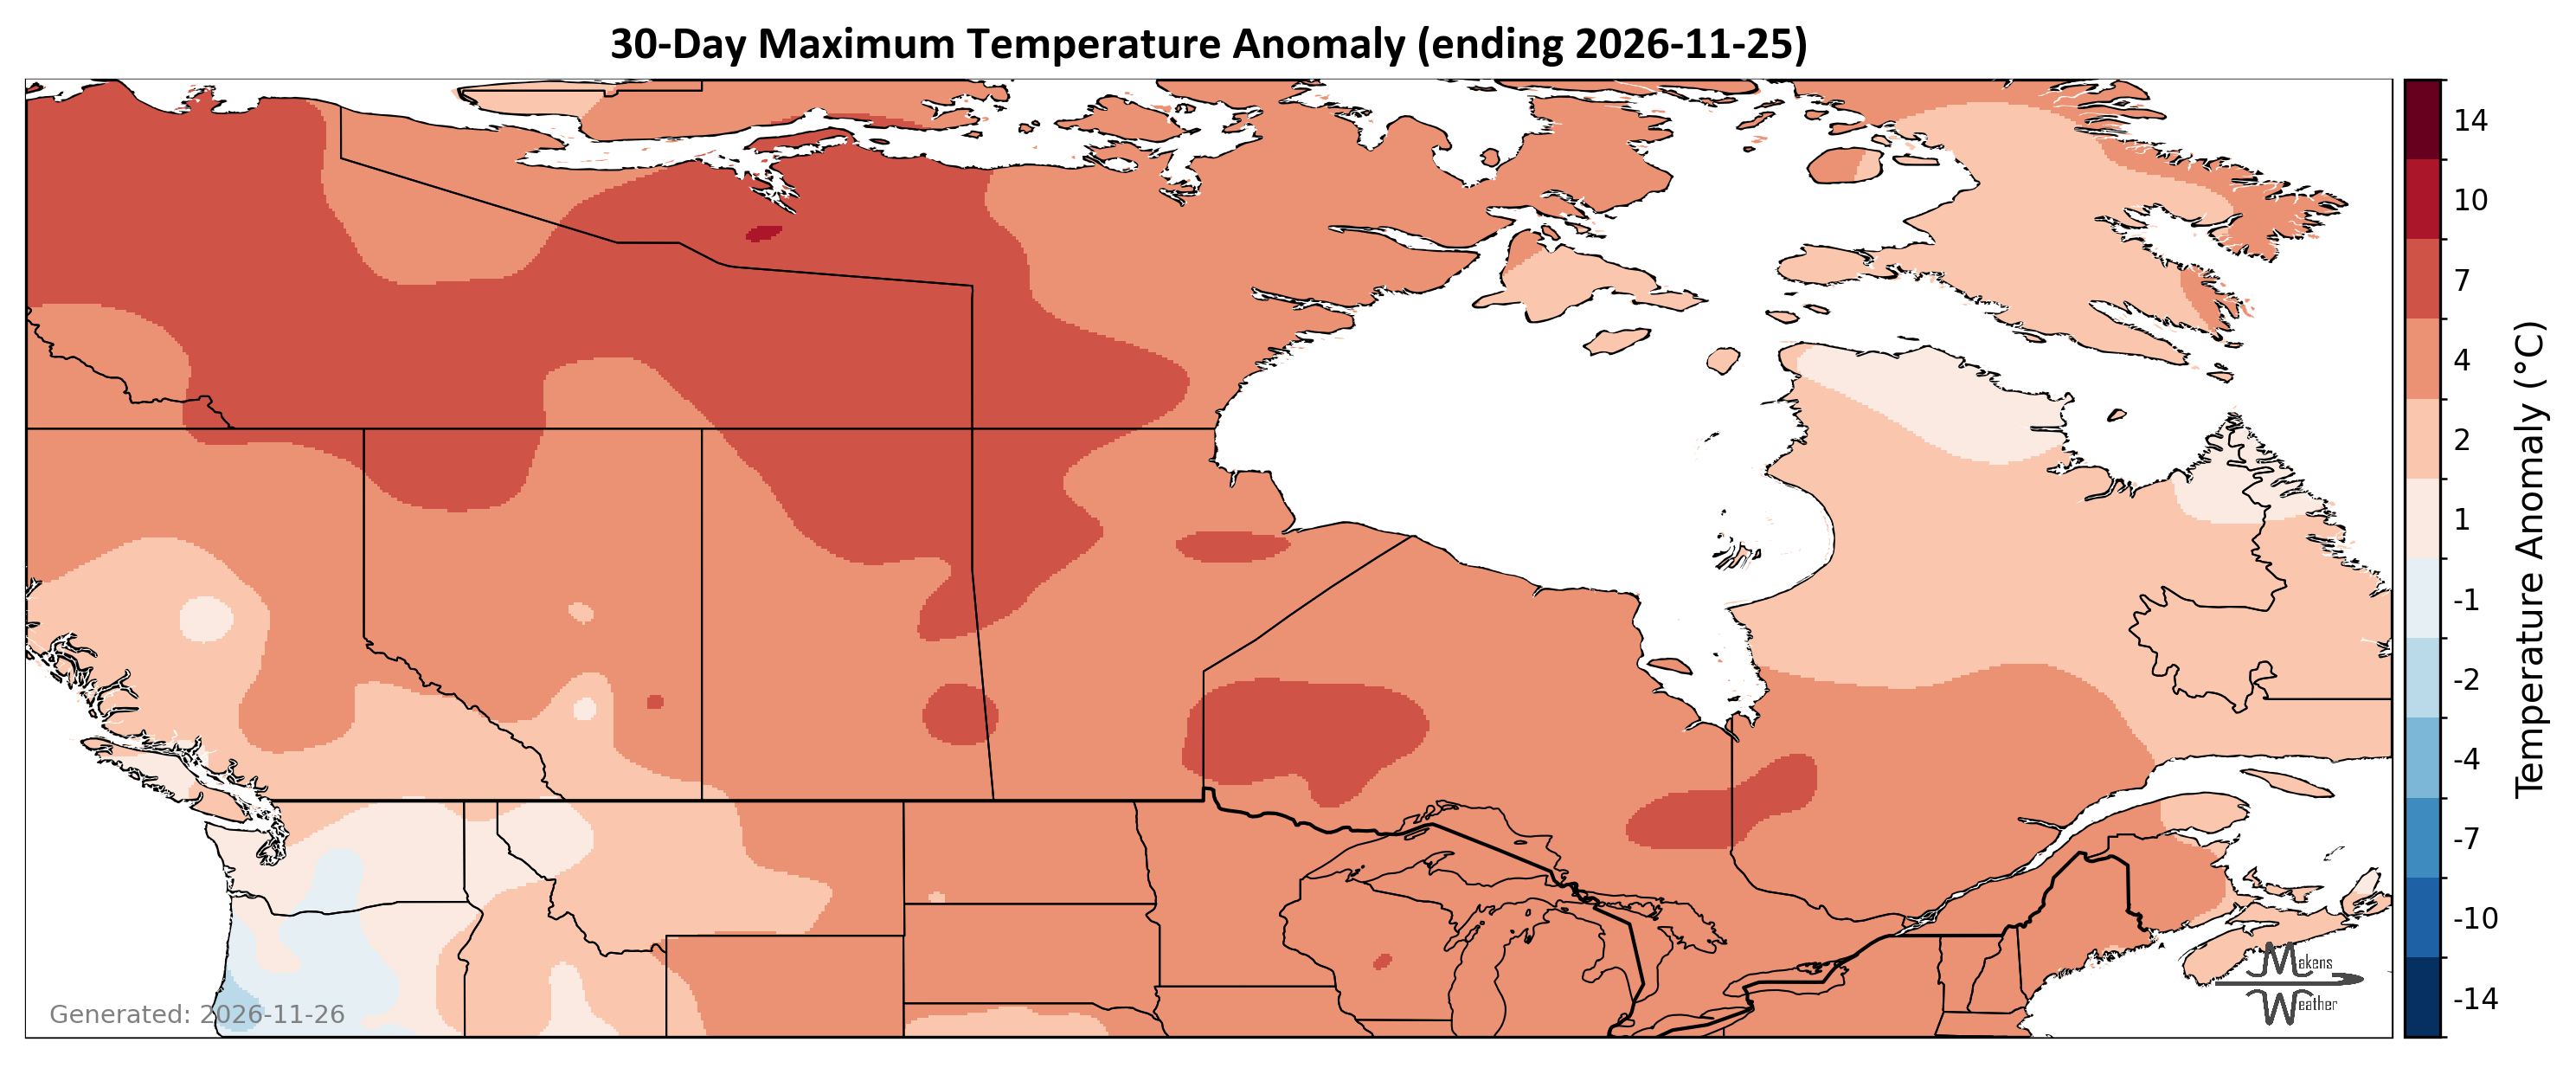 30-Day Maximum Temperature Anomaly (ending 2026-11-25)
14
10
7
4
2
1
-1
-2
-4
-7
-10
-14
Temperature Anomaly (°C)
Generated: 2026-11-26
Makens
Weather